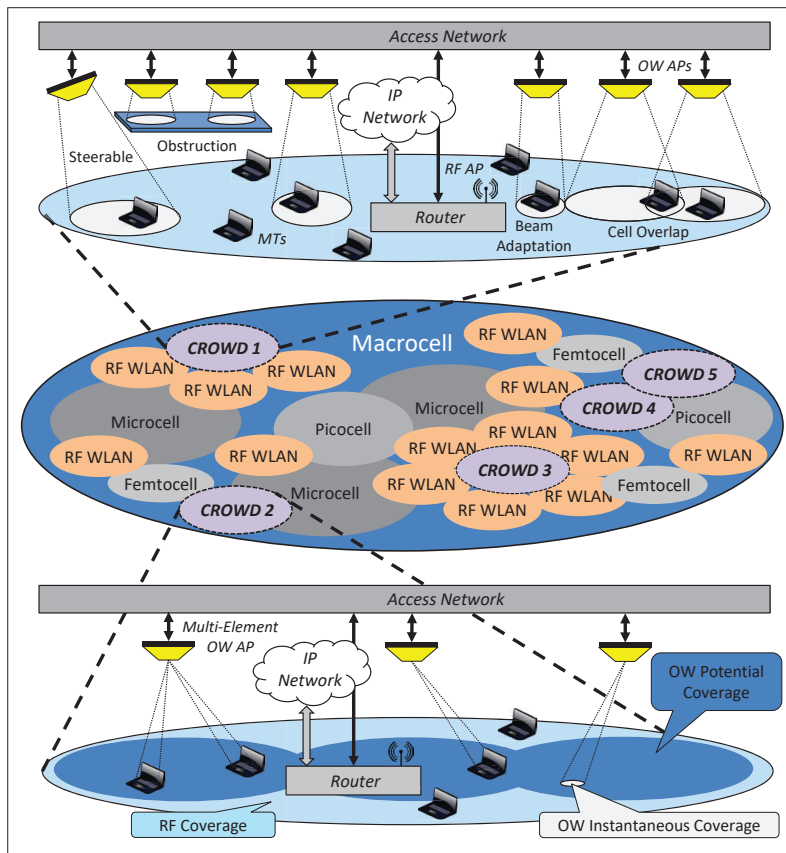 Access Network
OW APs
IP
Network
Obstruction
Steerable
RF AP
Router
MTs
Beam
Adaptation
Cell Overlap
CROWD 1
RF WLAN
Macrocell
RF WLAN
Femtocell
RF WLAN
RF WLAN
CROWD 5
RF WLAN
RF WLAN
CROWD 4
Microcell
Microcell
Picocell
Picocell
RF WLAN
RF WLAN
RF WLAN
RF WLAN
RF WLAN
RF WLAN
CROWD 3
Femtocell
RF WLAN
Femtocell
Microcell
RF WLAN
RF WLAN
CROWD 2
RF WLAN
Access Network
Multi-Element
OW AP
IP
Network
OW Potential
Coverage
Router
RF Coverage
OW Instantaneous Coverage